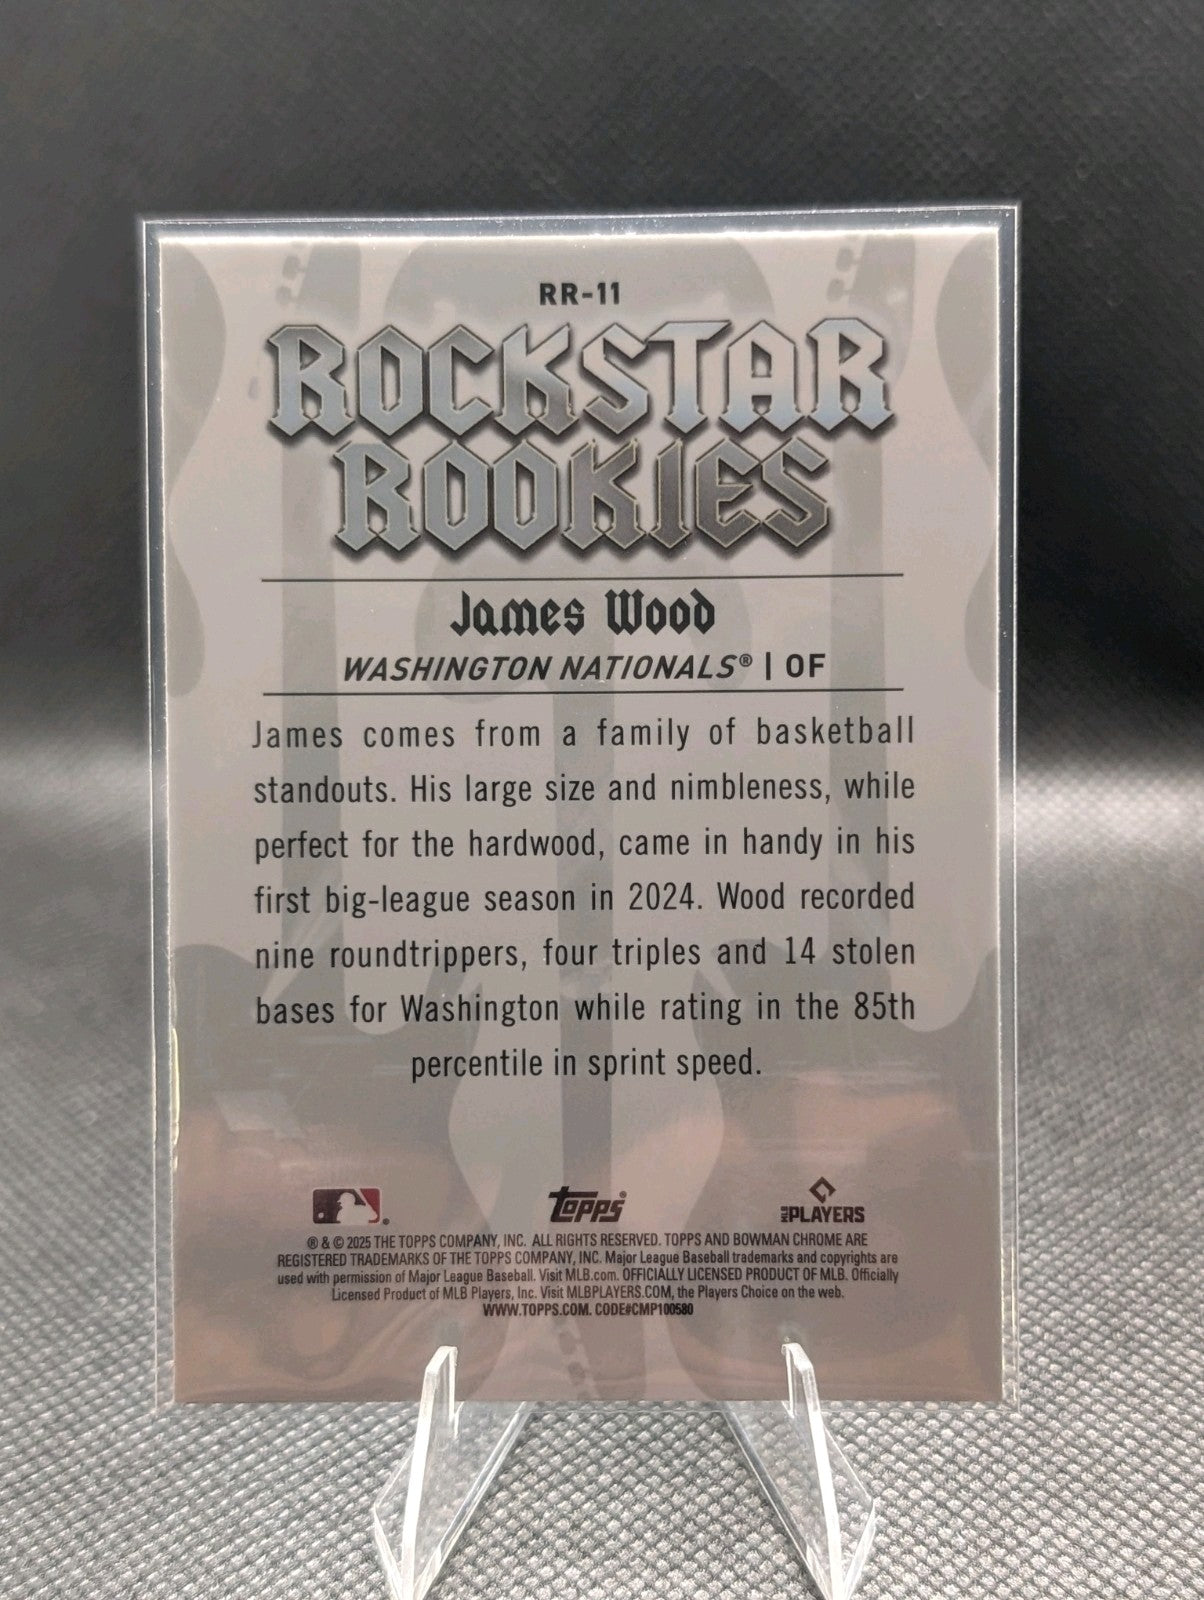 RR-11
ROCKSTAR
ROOKIES
James Wood
WASHINGTON NATIONALS® | OF
James comes from a family of basketball
standouts. His large size and nimbleness, while
perfect for the hardwood, came in handy in his
first big-league season in 2024. Wood recorded
nine roundtrippers, four triples and 14 stolen
bases for Washington while rating in the 85th
percentile in sprint speed.
topps®
MLB PLAYERS
® & © 2025 THE TOPPS COMPANY, INC. ALL RIGHTS RESERVED. TOPPS AND BOWMAN CHROME ARE
REGISTERED TRADEMARKS OF THE TOPPS COMPANY, INC. Major League Baseball trademarks and copyrights are
used with permission of Major League Baseball. Visit MLB.com. OFFICIALLY LICENSED PRODUCT OF MLB. Officially
Licensed Product of MLB Players, Inc. Visit MLBPLAYERS.COM, the Players Choice on the web.
WWW.TOPPS.COM. CODE#CMP100580